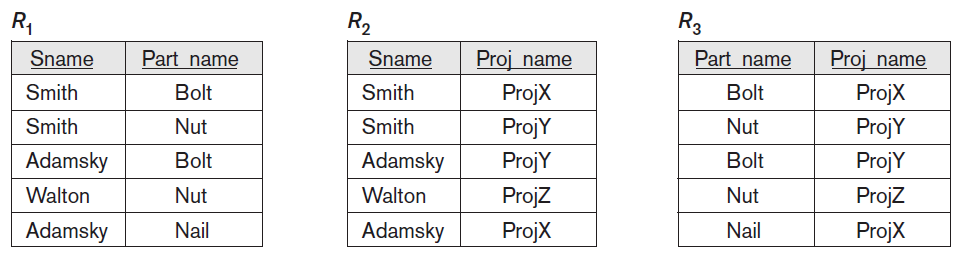 R1 R2 R3
Sname Part_name Sname Proj_name Part_name Proj_name
Smith Bolt Smith ProjX Bolt ProjX
Smith Nut Smith ProjY Nut ProjY
Adamsky Bolt Adamsky ProjY Bolt ProjY
Walton Nut Walton ProjZ Nut ProjZ
Adamsky Nail Adamsky ProjX Nail ProjX